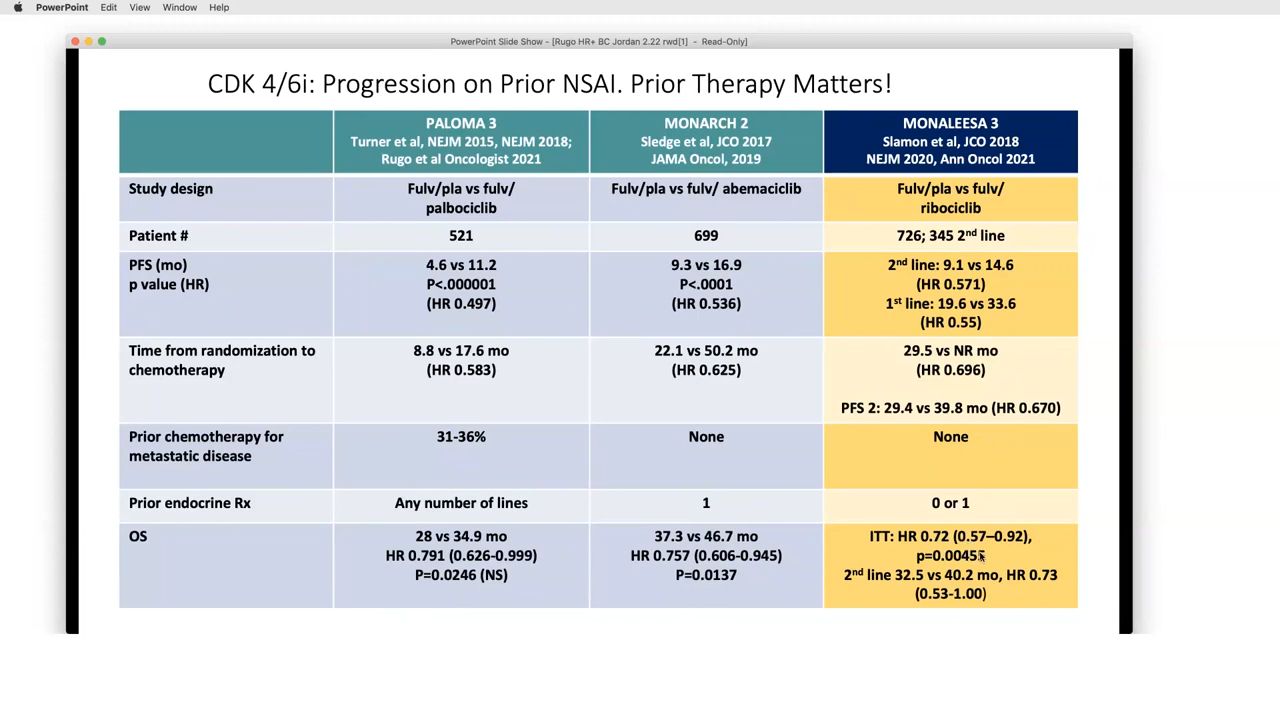 PowerPoint Edit View Window Help
PowerPoint Slide Show - [Rugo HR+ BC Jordan 2.22 rwd[1] - Read-Only]
CDK 4/6i: Progression on Prior NSAI. Prior Therapy Matters!
PALOMA 3
Turner et al, NEJM 2015, NEJM 2018;
Rugo et al Oncologist 2021
MONARCH 2
Sledge et al, JCO 2017
JAMA Oncol, 2019
MONALEESA 3
Slamon et al, JCO 2018
NEJM 2020, Ann Oncol 2021
Study design
Fulv/pla vs fulv/
palbociclib
Fulv/pla vs fulv/ abemaciclib
Fulv/pla vs fulv/
ribociclib
Patient #
521
699
726; 345 2nd line
PFS (mo)
p value (HR)
4.6 vs 11.2
P<.000001
(HR 0.497)
9.3 vs 16.9
P<.0001
(HR 0.536)
2nd line: 9.1 vs 14.6
(HR 0.571)
1st line: 19.6 vs 33.6
(HR 0.55)
Time from randomization to
chemotherapy
8.8 vs 17.6 mo
(HR 0.583)
22.1 vs 50.2 mo
(HR 0.625)
29.5 vs NR mo
(HR 0.696)
PFS 2: 29.4 vs 39.8 mo (HR 0.670)
Prior chemotherapy for
metastatic disease
31-36%
None
None
Prior endocrine Rx
Any number of lines
1
0 or 1
OS
28 vs 34.9 mo
HR 0.791 (0.626-0.999)
P=0.0246 (NS)
37.3 vs 46.7 mo
HR 0.757 (0.606-0.945)
P=0.0137
ITT: HR 0.72 (0.57–0.92),
p=0.00455
2nd line 32.5 vs 40.2 mo, HR 0.73
(0.53-1.00)